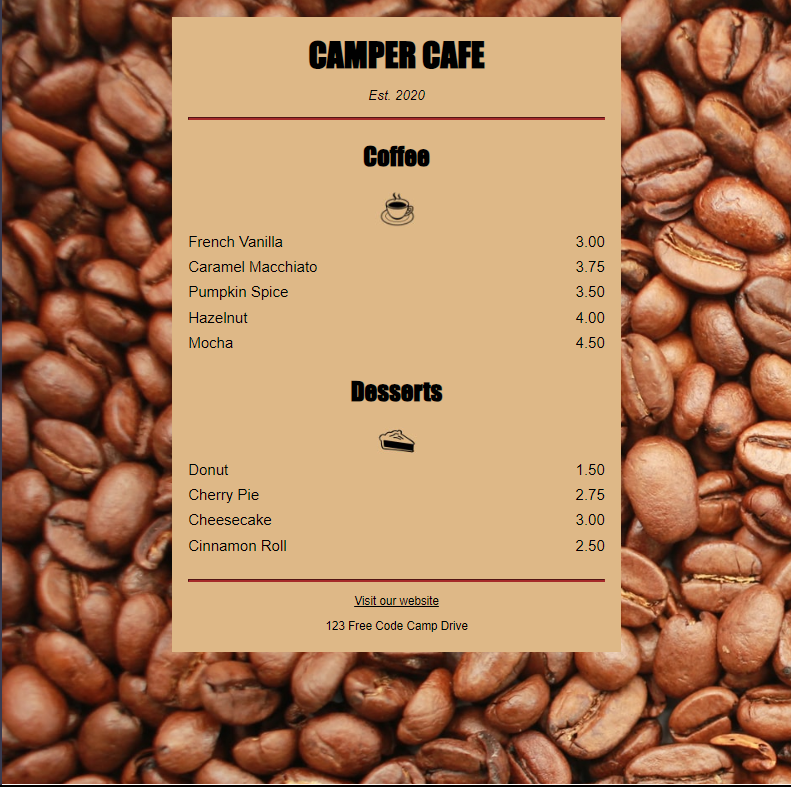 CAMPER CAFE
Est. 2020
Coffee
French Vanilla 3.00
Caramel Macchiato 3.75
Pumpkin Spice 3.50
Hazelnut 4.00
Mocha 4.50
Desserts
Donut 1.50
Cherry Pie 2.75
Cheesecake 3.00
Cinnamon Roll 2.50
Visit our website
123 Free Code Camp Drive